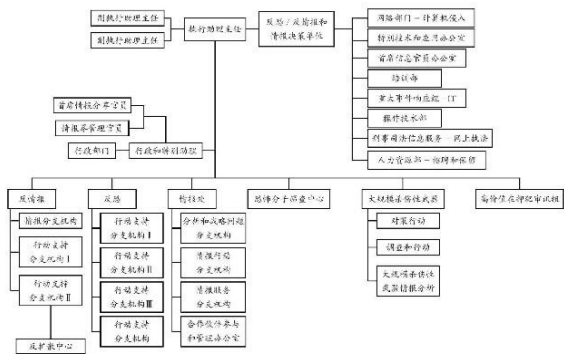 副执行助理主任
副执行助理主任
执行助理主任
反恐/反情报和
情报决策单位
网络部门-计算机侵入
特别技术和应用办公室
首席信息官员办公室
培训部
重大事件响应组-IT
操作技术部
刑事司法信息服务-网上执法
人力资源部-招聘和保留
首席情报分享官员
情报层管理官员
行政部门
行政和特别助理
反情报
反恐
情报处
恐怖分子筛查中心
大规模杀伤性武器
高价值在押犯审讯组
情报分支机构
行动支持
分支机构Ⅰ
行动支持
分支机构Ⅱ
反扩散中心
行动支持
分支机构Ⅰ
行动支持
分支机构Ⅱ
行动支持
分支机构Ⅲ
行动支持
分支机构
分析和战略问题
分支机构
情报行动
分支机构
情报服务
分支机构
合作伙伴参与
和管理办公室
对策行动
调查和行动
大规模杀伤性
武器情报分析